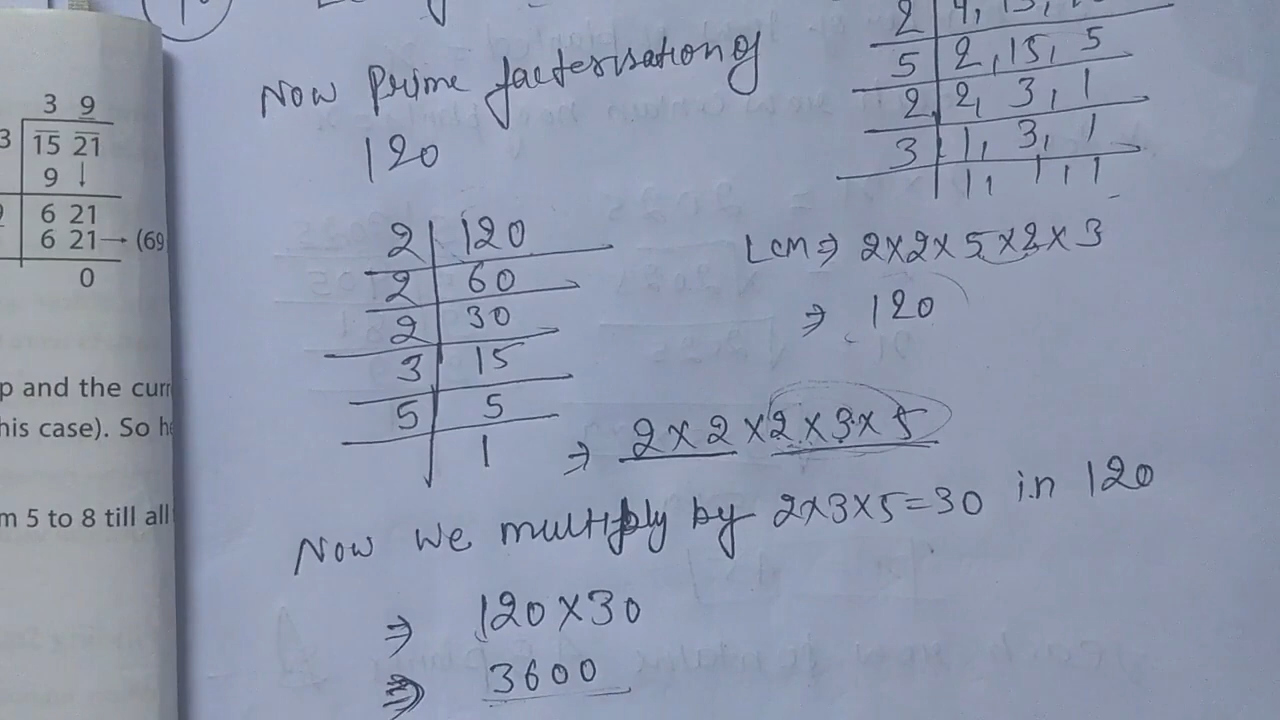 3 9
3 15 21
9 ↓
6 21
6 21 → (69
0
p and the curr
his case). So he
m 5 to 8 till all
Now Prime factorisation of
120
2 | 120
2 | 60
2 | 30
3 | 15
5 | 5
1
⇒ 2×2×2×3×5
2 | 4, 15,
5 | 2, 15, 5
2 | 2, 3, 1
3 | 1, 3, 1
1, 1, 1
LCM ⇒ 2×2×5×2×3
⇒ 120
Now we multiply by 2×3×5=30 in 120
⇒ 120×30
⇒ 3600